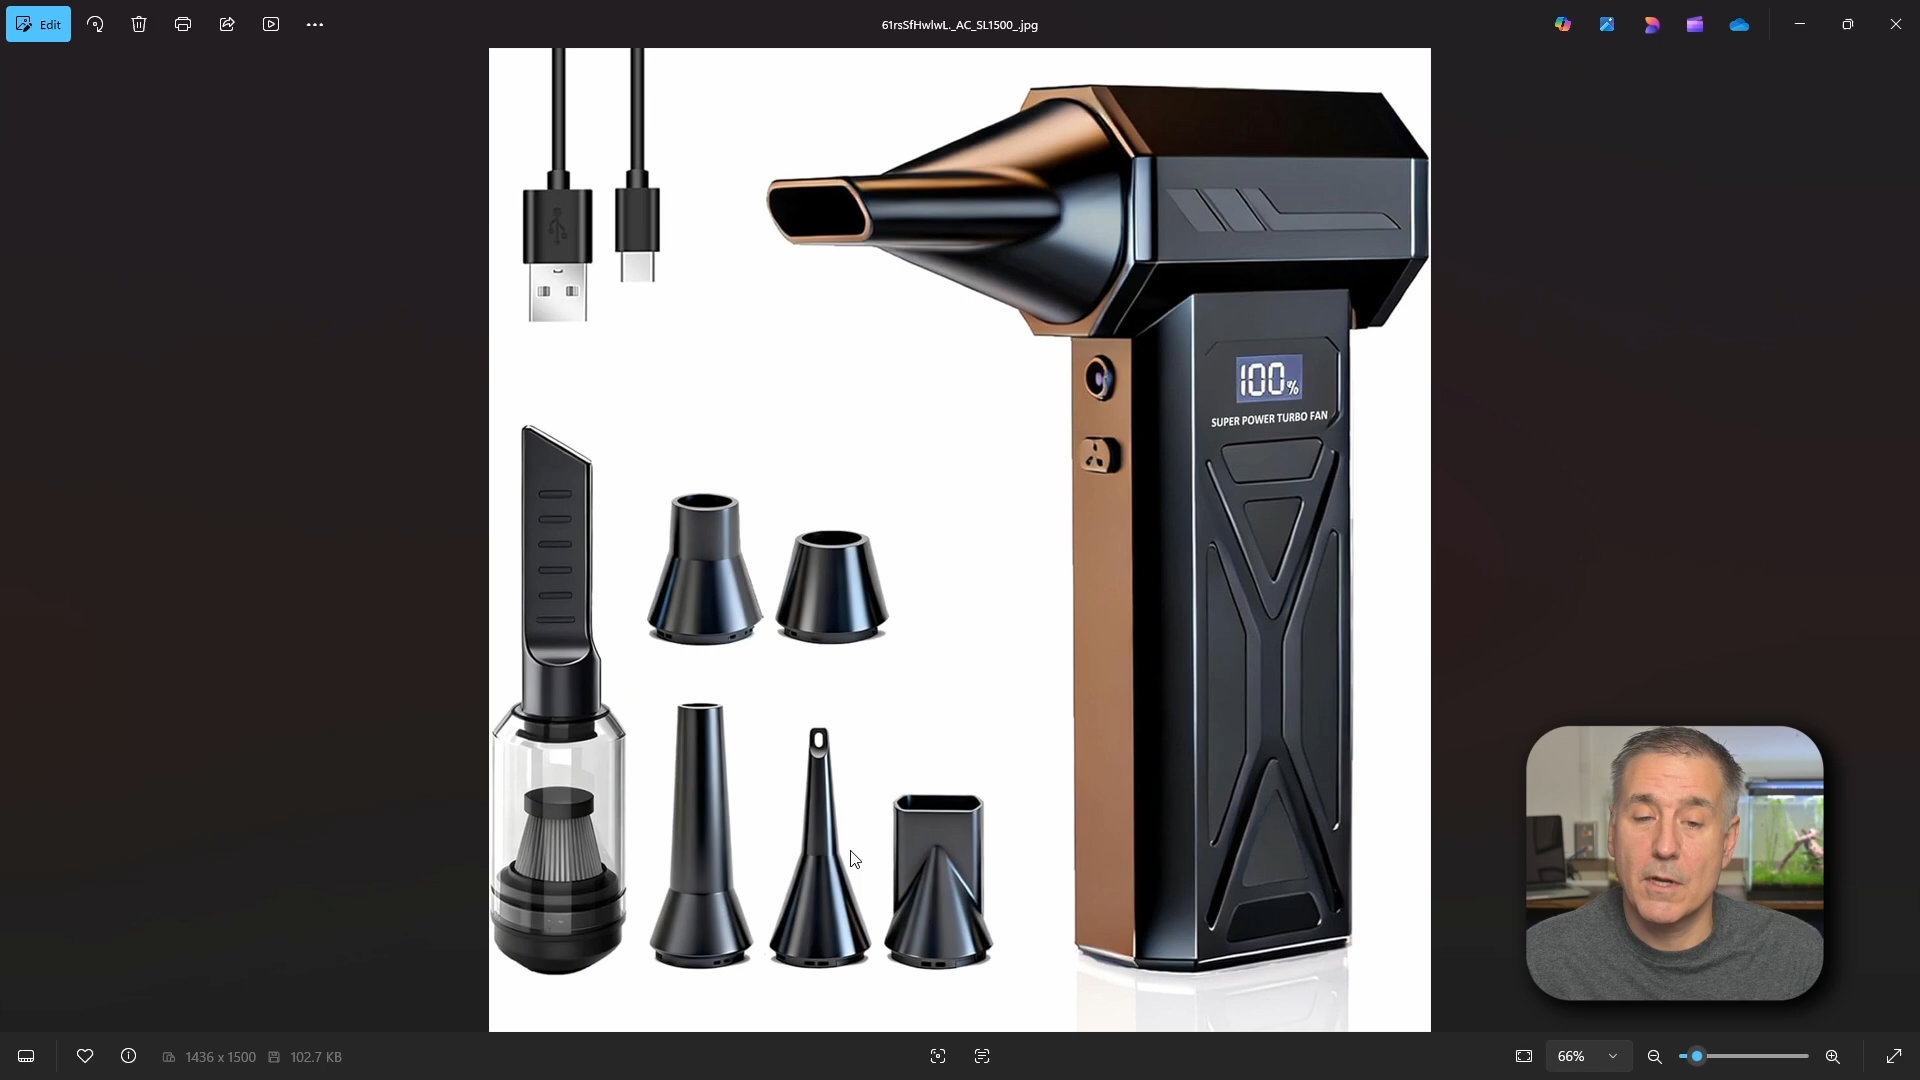 Edit
61rsSfHwlwL._AC_SL1500_.jpg
100%
SUPER POWER TURBO FAN
1436 x 1500
102.7 KB
66%